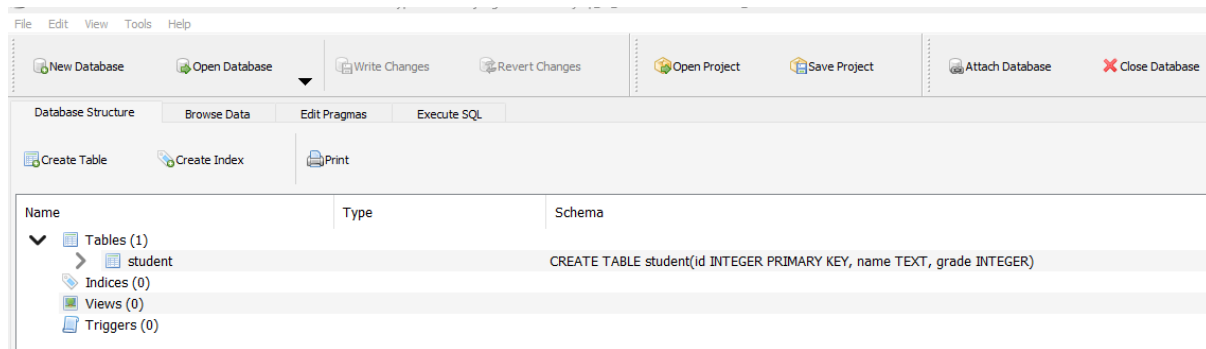 File Edit View Tools Help
New Database Open Database Write Changes Revert Changes Open Project Save Project Attach Database Close Database
Database Structure Browse Data Edit Pragmas Execute SQL
Create Table Create Index Print
Name Type Schema
Tables (1)
student CREATE TABLE student(id INTEGER PRIMARY KEY, name TEXT, grade INTEGER)
Indices (0)
Views (0)
Triggers (0)